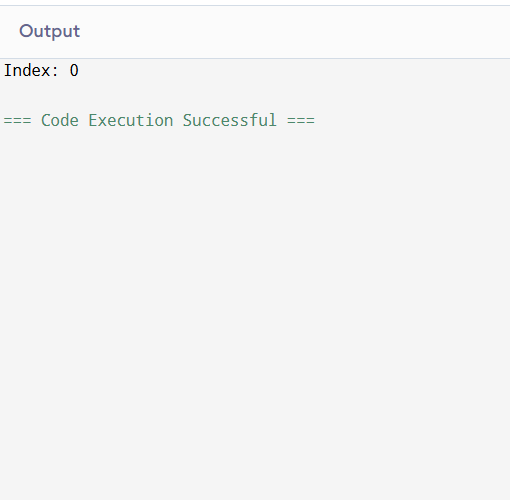 Output
Index: 0
=== Code Execution Successful ===